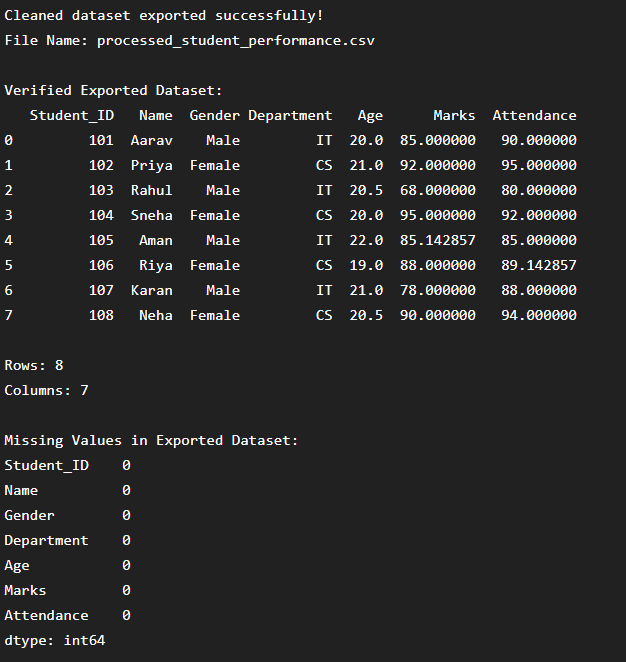 Cleaned dataset exported successfully!
File Name: processed_student_performance.csv

Verified Exported Dataset:
   Student_ID   Name  Gender Department   Age      Marks  Attendance
0         101  Aarav    Male         IT  20.0  85.000000   90.000000
1         102  Priya  Female         CS  21.0  92.000000   95.000000
2         103  Rahul    Male         IT  20.5  68.000000   80.000000
3         104  Sneha  Female         CS  20.0  95.000000   92.000000
4         105   Aman    Male         IT  22.0  85.142857   85.000000
5         106   Riya  Female         CS  19.0  88.000000   89.142857
6         107  Karan    Male         IT  21.0  78.000000   88.000000
7         108   Neha  Female         CS  20.5  90.000000   94.000000

Rows: 8
Columns: 7

Missing Values in Exported Dataset:
Student_ID    0
Name          0
Gender        0
Department    0
Age           0
Marks         0
Attendance    0
dtype: int64